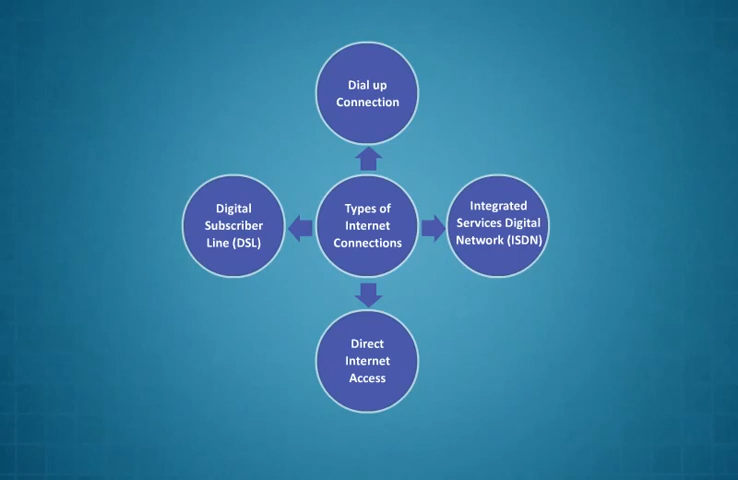 Dial up
Connection
Digital
Subscriber
Line (DSL)
Types of
Internet
Connections
Integrated
Services Digital
Network (ISDN)
Direct
Internet
Access